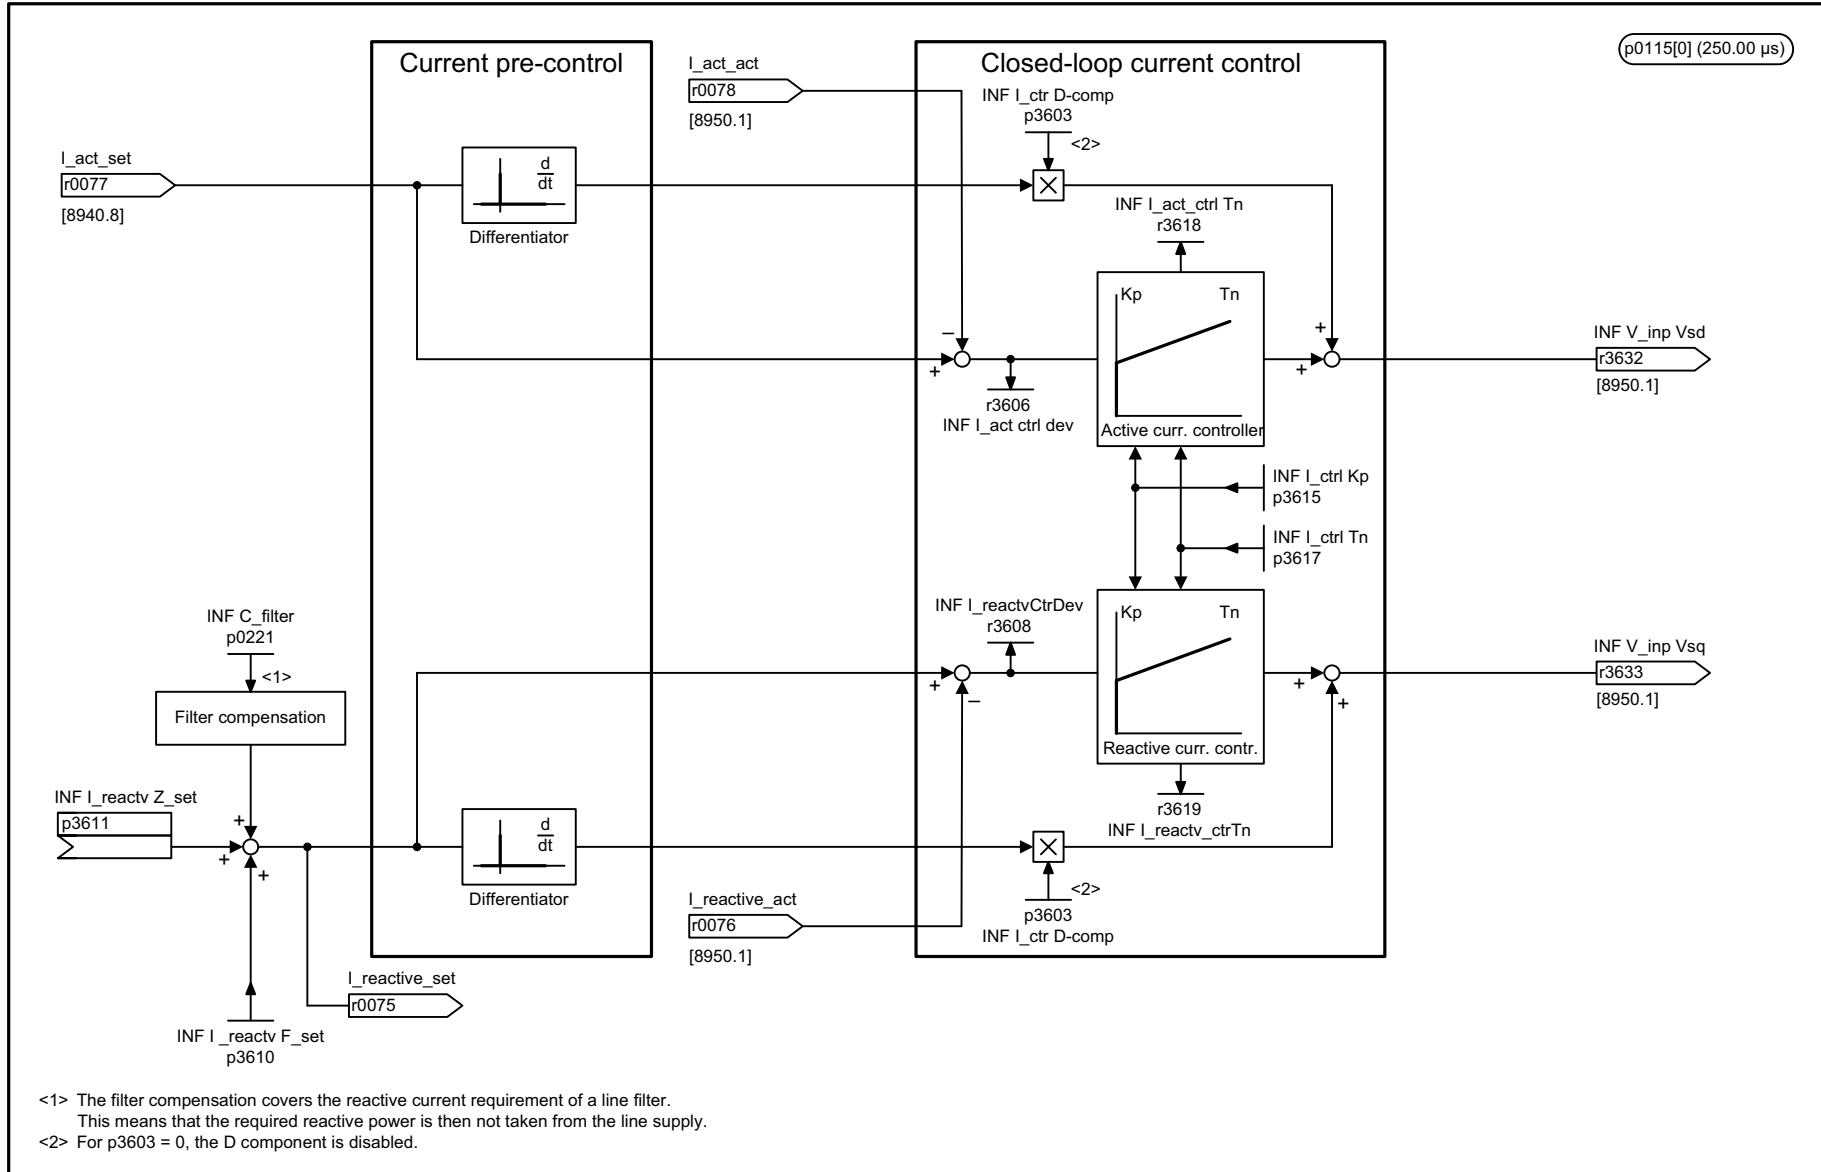 p0115[0] (250.00 µs)
Current pre-control
I_act_act
r0078
[8950.1]
Closed-loop current control
INF I_ctr D-comp
p3603
<2>
I_act_set
r0077
[8940.8]
d
dt
Differentiator
×
INF I_act_ctrl Tn
r3618
Kp Tn
Active curr. controller
–
+
r3606
INF I_act ctrl dev
+
+
INF V_inp Vsd
r3632
[8950.1]
INF I_ctrl Kp
p3615
INF I_ctrl Tn
p3617
INF C_filter
p0221
<1>
Filter compensation
INF I_reactvCtrDev
r3608
+
–
Kp Tn
Reactive curr. contr.
r3619
INF I_reactv_ctrTn
+
+
INF V_inp Vsq
r3633
[8950.1]
INF I_reactv Z_set
p3611
+
+
+
d
dt
Differentiator
×
<2>
p3603
INF I_ctr D-comp
I_reactive_act
r0076
[8950.1]
I_reactive_set
r0075
INF I _reactv F_set
p3610
<1> The filter compensation covers the reactive current requirement of a line filter.
This means that the required reactive power is then not taken from the line supply.
<2> For p3603 = 0, the D component is disabled.